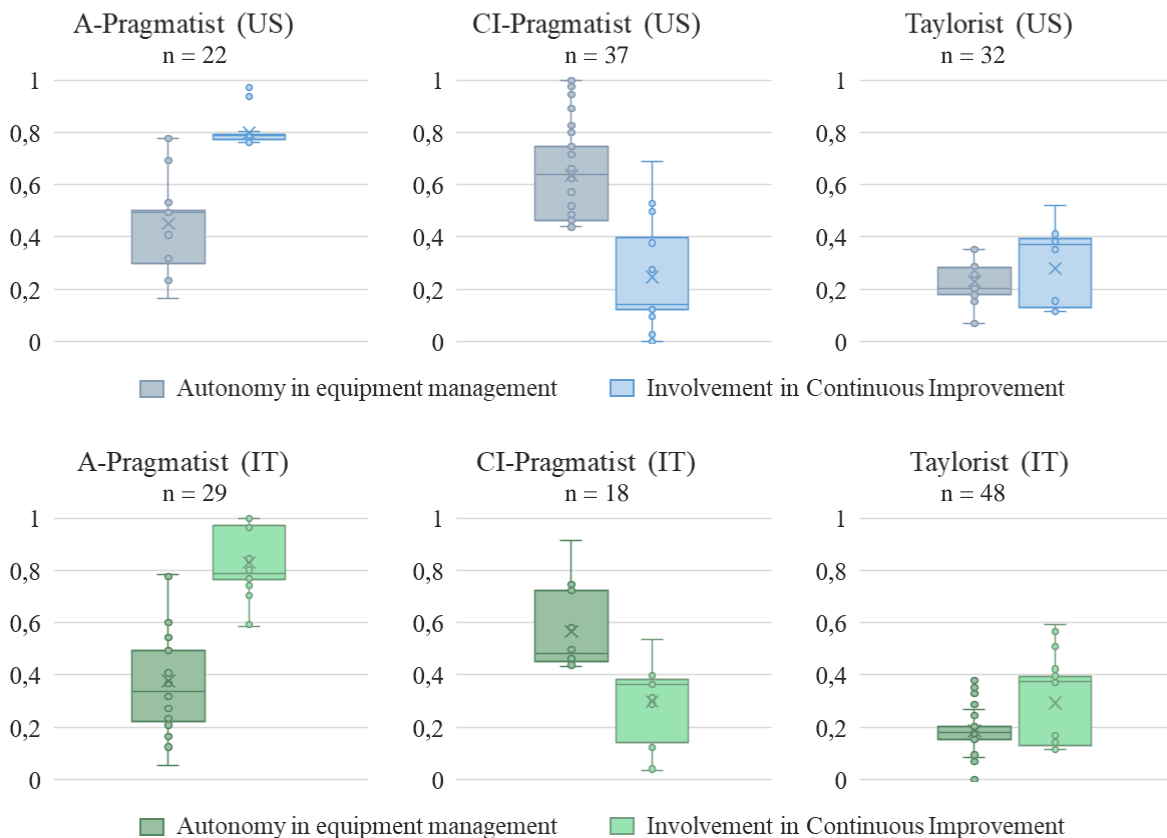 A-Pragmatist (US)
n = 22
1
0,8
0,6
0,4
0,2
0
CI-Pragmatist (US)
n = 37
1
0,8
0,6
0,4
0,2
0
Taylorist (US)
n = 32
1
0,8
0,6
0,4
0,2
0
Autonomy in equipment management
Involvement in Continuous Improvement
A-Pragmatist (IT)
n = 29
1
0,8
0,6
0,4
0,2
0
CI-Pragmatist (IT)
n = 18
1
0,8
0,6
0,4
0,2
0
Taylorist (IT)
n = 48
1
0,8
0,6
0,4
0,2
0
Autonomy in equipment management
Involvement in Continuous Improvement